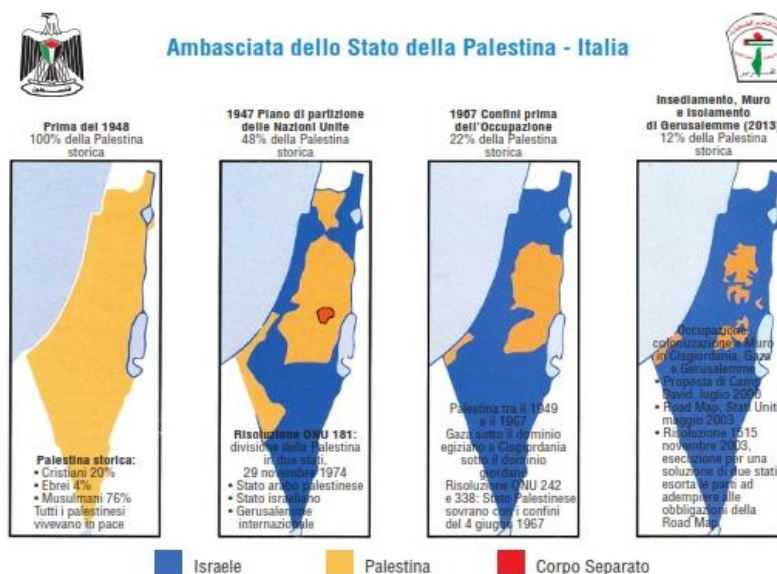 Ambasciata dello Stato della Palestina - Italia
Prima del 1948
100% della Palestina
storica
1947 Piano di partizione
delle Nazioni Unite
48% della Palestina
storica
1967 Confini prima
dell'Occupazione
22% della Palestina
storica
Insediamento, Muro
e Isolamento
di Gerusalemme (2013)
12% della Palestina
storica
Palestina storica:
• Cristiani 20%
• Ebrei 4%
• Musulmani 76%
Tutti i palestinesi
vivevano in pace
Risoluzione ONU 181:
divisione della Palestina
in due stati,
29 novembre 1974
• Stato arabo palestinese
• Stato israeliano
• Gerusalemme
internazionale
Palestina tra il 1949
e il 1967
Gaza sotto il dominio
egiziano e Cisgiordania
sotto il dominio
giordano
Risoluzione ONU 242
e 338: Stato Palestinese
sovrano con i confini
del 4 giugno 1967
Occupazione,
colonizzazione e Muro
in Cisgiordania, Gaza
e Gerusalemme
• Proposta di Camp
David, luglio 2000
• Road Map, Stati Uniti
maggio 2003
• Risoluzione 1515
novembre 2003,
esecuzione per una
soluzione di due stati,
esorta le parti ad
adempiere alle
obbligazioni della
Road Map
Israele
Palestina
Corpo Separato